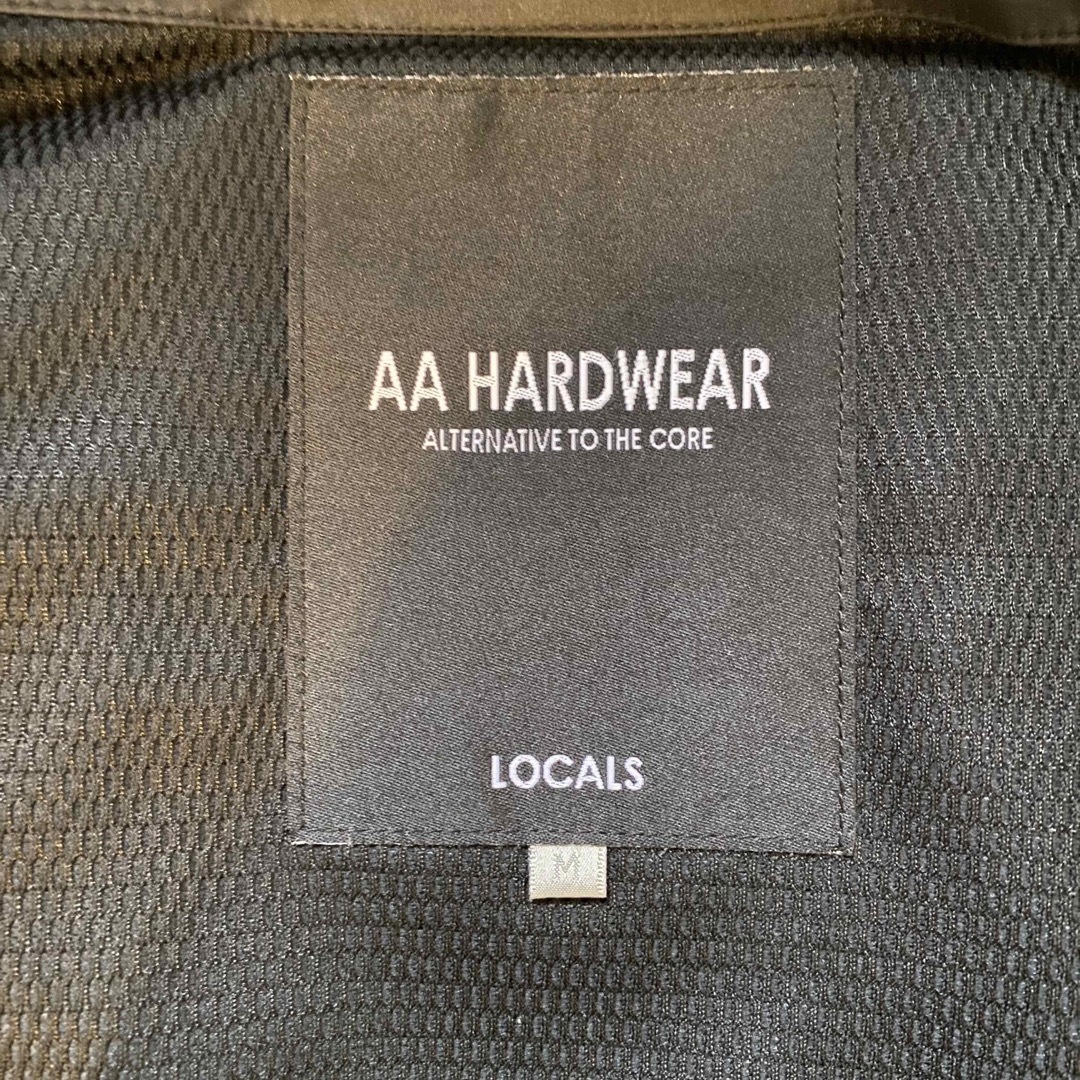 AA HARDWEAR
ALTERNATIVE TO THE CORE
LOCALS
M